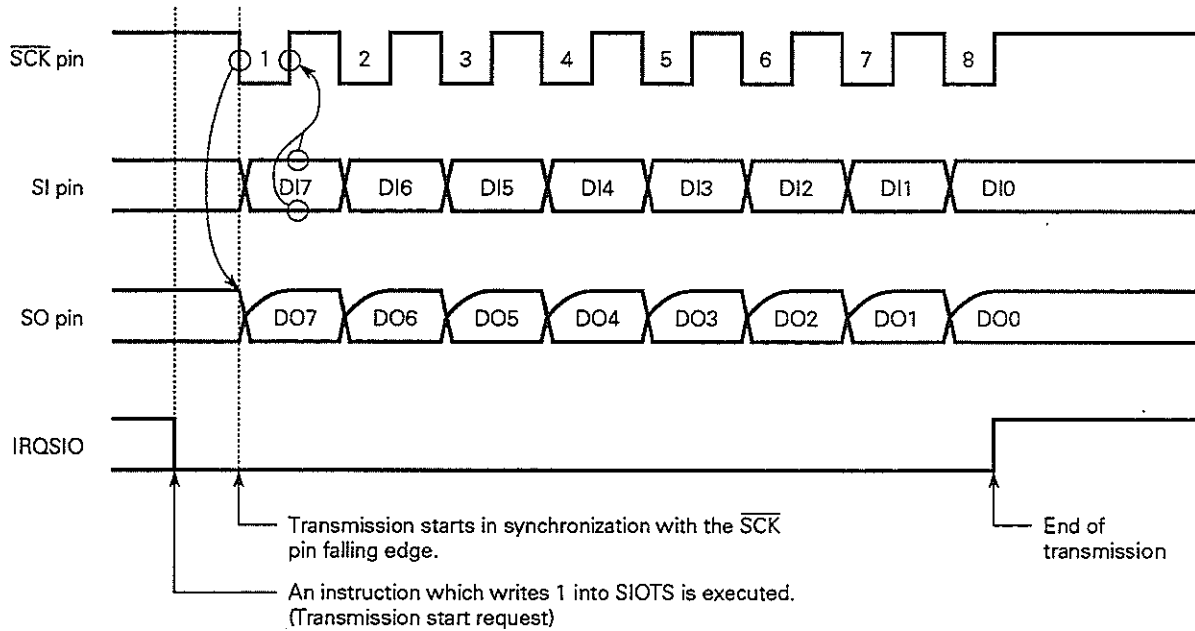 SCK pin 1 2 3 4 5 6 7 8
SI pin DI7 DI6 DI5 DI4 DI3 DI2 DI1 DI0
SO pin DO7 DO6 DO5 DO4 DO3 DO2 DO1 DO0
IRQSIO
Transmission starts in synchronization with the SCK
pin falling edge.
End of
transmission
An instruction which writes 1 into SIOTS is executed.
(Transmission start request)